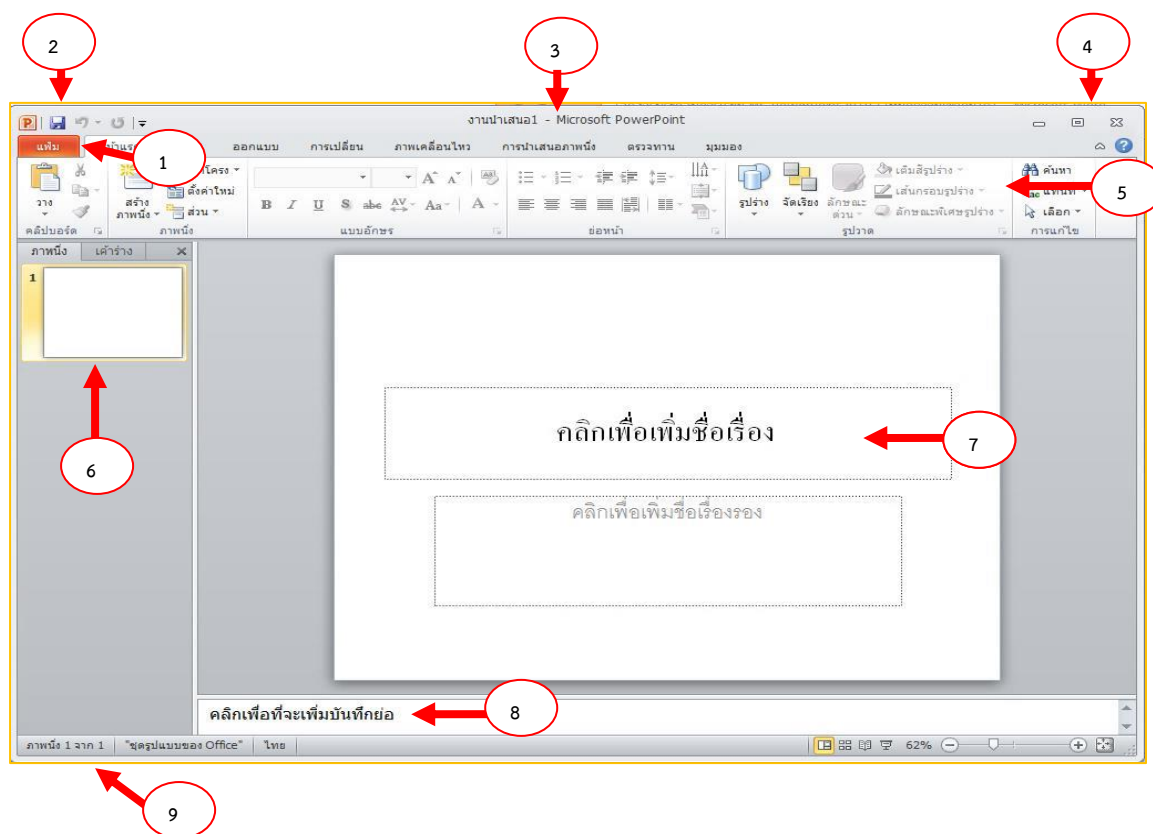 2
3
4
งานนำเสนอ1 - Microsoft PowerPoint
แฟ้ม
1
ออกแบบ
การเปลี่ยน
ภาพเคลื่อนไหว
การนำเสนอภาพนิ่ง
ตรวจทาน
มุมมอง
วาง
สร้าง
ภาพนิ่ง
ตั้งค่าใหม่
ส่วน
B I U S abc AV Aa A
A A
รูปร่าง
จัดเรียง
ลักษณะ
ด่วน
เติมสีรูปร่าง
เส้นกรอบรูปร่าง
ลักษณะพิเศษรูปร่าง
ค้นหา
แทนที่
เลือก
5
คลิปบอร์ด
ภาพนิ่ง
แบบอักษร
ย่อหน้า
รูปวาด
การแก้ไข
ภาพนิ่ง
เค้าร่าง
1
6
คลิกเพื่อเพิ่มชื่อเรื่อง
7
คลิกเพื่อเพิ่มชื่อเรื่องรอง
คลิกเพื่อที่จะเพิ่มบันทึกย่อ
8
ภาพนิ่ง 1 จาก 1
"ชุดรูปแบบของ Office"
ไทย
62%
9